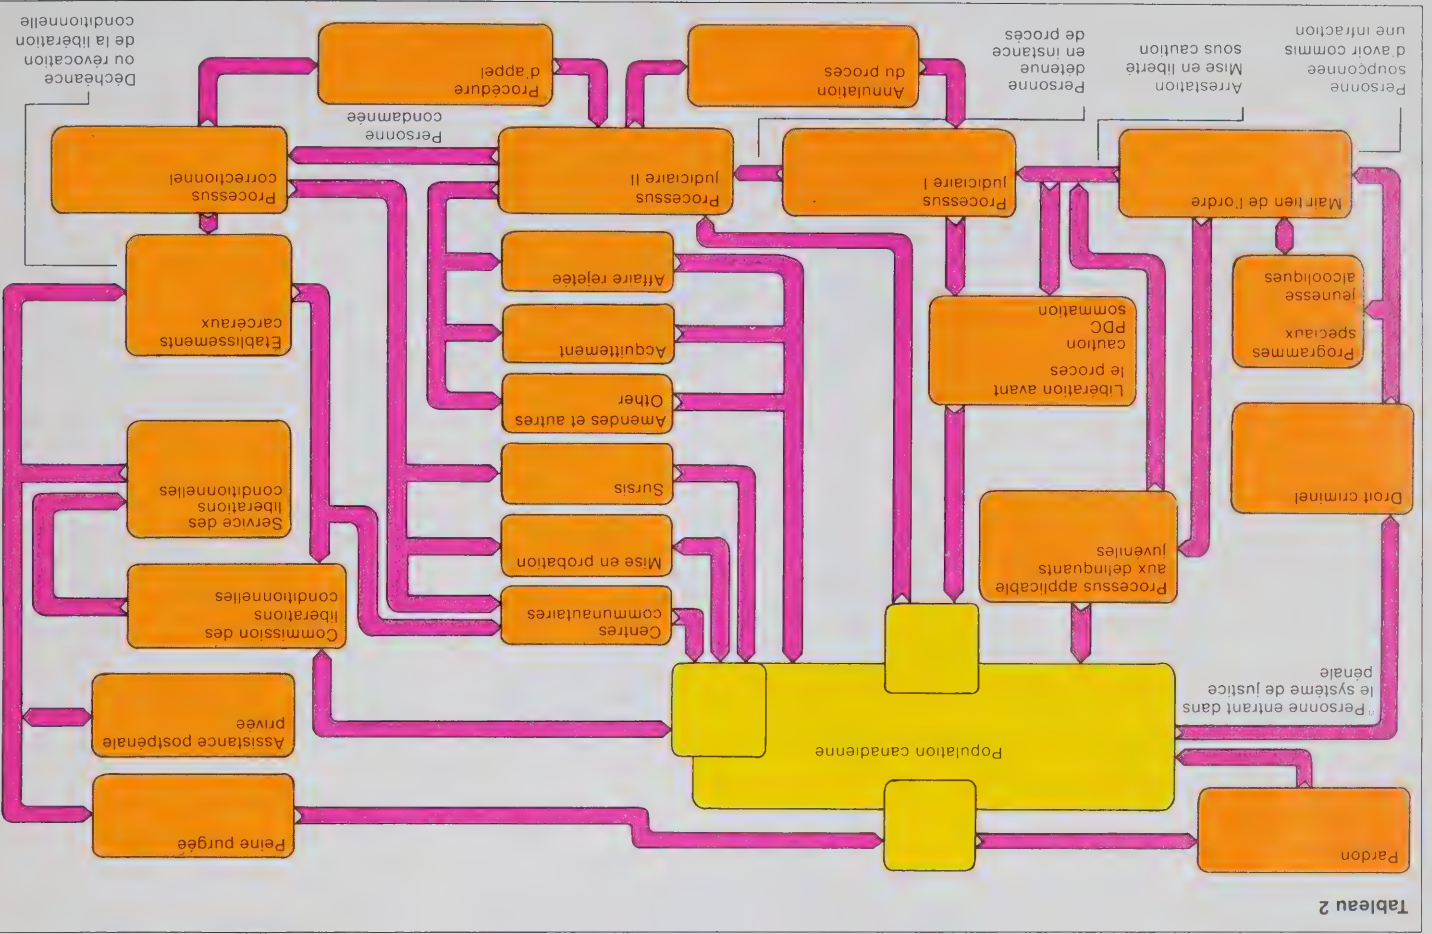 Tableau 2
Pardon
Peine purgée
Population canadienne
Assistance postpénale
privée
"Personne entrant dans
le système de justice
pénale
Processus applicable
aux délinquants
juvéniles
Centres
communautaires
Commission des
libérations
conditionnelles
Mise en probation
Droit criminel
Sursis
Service des
libérations
conditionnelles
Amendes et autres
Other
Libération avant
le procès
caution
PDC
sommation
Programmes
spéciaux
jeunesse
alcooliques
Acquittement
Établissements
carcéraux
Affaire rejetée
Maintien de l'ordre
Processus
judiciaire I
Processus
judiciaire II
Processus
correctionnel
Personne
condamnée
Personne
soupçonnée
d'avoir commis
une infraction
Arrestation
Mise en liberté
sous caution
Personne
détenue
en instance
de procès
Annulation
du procès
Procédure
d'appel
Déchéance
ou révocation
de la libération
conditionnelle